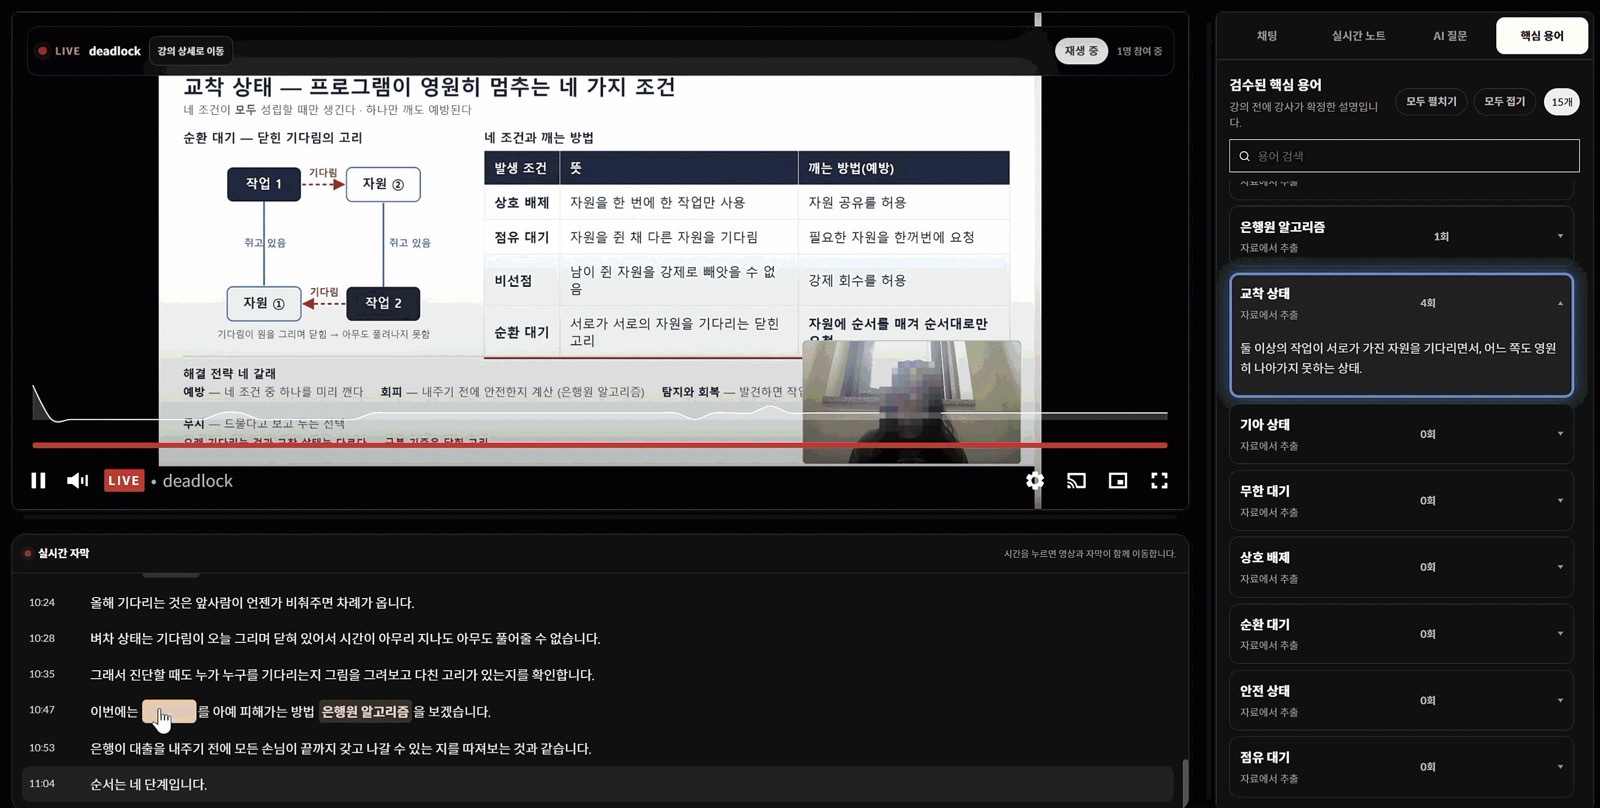 LIVE deadlock 강의 상세로 이동
재생 중 1명 참여 중
교착 상태 — 프로그램이 영원히 멈추는 네 가지 조건
네 조건이 모두 성립할 때만 생긴다 · 하나만 깨도 예방된다
순환 대기 — 닫힌 기다림의 고리
작업 1
기다림
자원 ②
쥐고 있음
쥐고 있음
자원 ①
기다림
작업 2
기다림이 원을 그리며 닫힘 → 아무도 풀려나지 못함
네 조건과 깨는 방법
발생 조건 뜻 깨는 방법(예방)
상호 배제 자원을 한 번에 한 작업만 사용 자원 공유를 허용
점유 대기 자원을 쥔 채 다른 자원을 기다림 필요한 자원을 한꺼번에 요청
비선점 남이 쥔 자원을 강제로 빼앗을 수 없음 강제 회수를 허용
순환 대기 서로가 서로의 자원을 기다리는 닫힌 고리 자원에 순서를 매겨 순서대로만
해결 전략 네 갈래
예방 — 네 조건 중 하나를 미리 깬다 회피 — 내주기 전에 안전한지 계산 (은행원 알고리즘) 탐지와 회복 — 발견하면
무시 — 드물다고 보고 두는 선택
LIVE • deadlock
실시간 자막
시간을 누르면 영상과 자막이 함께 이동합니다.
10:24 올해 기다리는 것은 앞사람이 언젠가 비춰주면 차례가 옵니다.
10:28 벼차 상태는 기다림이 오늘 그리며 닫혀 있어서 시간이 아무리 지나도 아무도 풀어줄 수 없습니다.
10:35 그래서 진단할 때도 누가 누구를 기다리는지 그림을 그려보고 다친 고리가 있는지를 확인합니다.
10:47 이번에는 를 아예 피해가는 방법 은행원 알고리즘 을 보겠습니다.
10:53 은행이 대출을 내주기 전에 모든 손님이 끝까지 갖고 나갈 수 있는 지를 따져보는 것과 같습니다.
11:04 순서는 네 단계입니다.
채팅 실시간 노트 AI 질문 핵심 용어
검수된 핵심 용어
강의 전에 강사가 확정한 설명입니다.
모두 펼치기 모두 접기 15개
용어 검색
자료에서 추출
은행원 알고리즘
자료에서 추출
1회
교착 상태
자료에서 추출
4회
둘 이상의 작업이 서로가 가진 자원을 기다리면서, 어느 쪽도 영원
히 나아가지 못하는 상태.
기아 상태
자료에서 추출
0회
무한 대기
자료에서 추출
0회
상호 배제
자료에서 추출
0회
순환 대기
자료에서 추출
0회
안전 상태
자료에서 추출
0회
점유 대기
자료에서 추출
0회